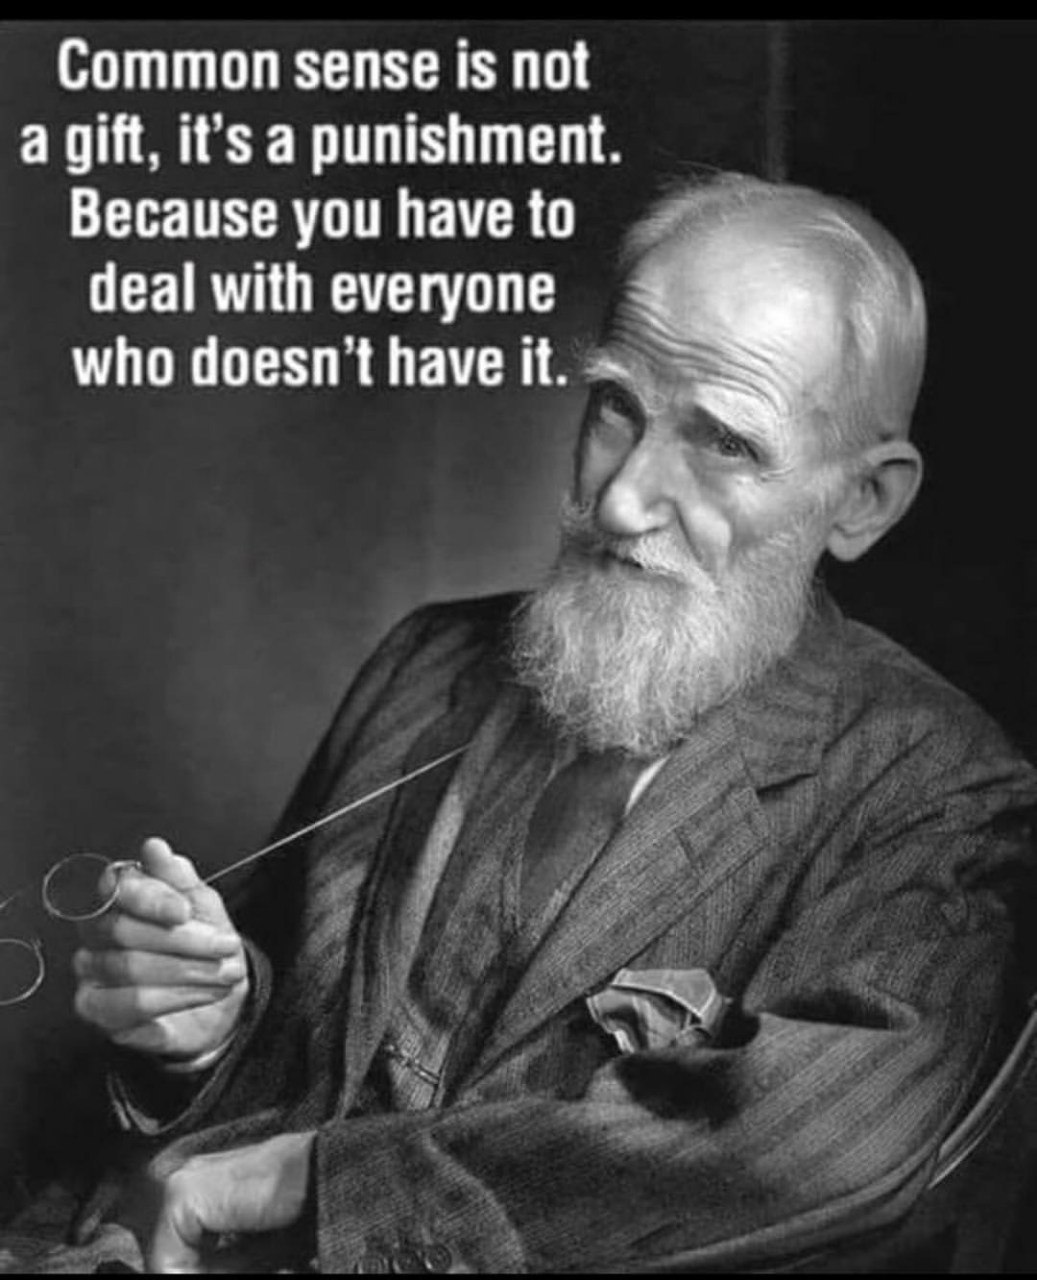 Common sense is not
a gift, it's a punishment.
Because you have to
deal with everyone
who doesn't have it.